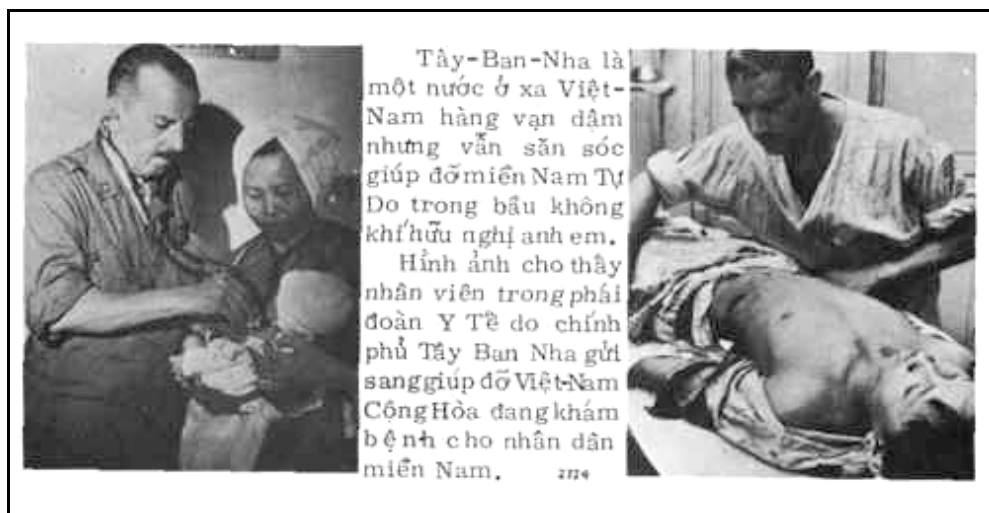 Tây-Ban-Nha là
một nước ở xa Việt-
Nam hàng vạn dậm
nhưng vẫn săn sóc
giúp đỡ miền Nam Tự
Do trong bầu không
khí hữu nghị anh em.
Hình ảnh cho thấy
nhân viên trong phái
đoàn Y Tế do chính
phủ Tây Ban Nha gửi
sang giúp đỡ Việt-Nam
Cộng Hòa đang khám
bệnh cho nhân dân
miền Nam.
2124